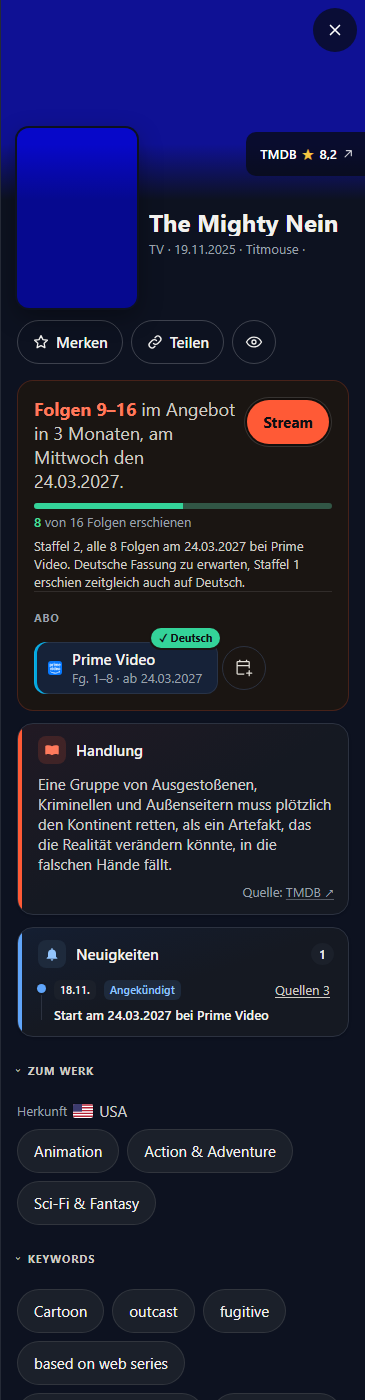 TMDB ★ 8,2 ↗
The Mighty Nein
TV · 19.11.2025 · Titmouse ·
Merken
Teilen
Folgen 9–16 im Angebot
in 3 Monaten, am
Mittwoch den
24.03.2027.
Stream
8 von 16 Folgen erschienen
Staffel 2, alle 8 Folgen am 24.03.2027 bei Prime
Video. Deutsche Fassung zu erwarten, Staffel 1
erschien zeitgleich auch auf Deutsch.
ABO
✓ Deutsch
Prime Video
Fg. 1–8 · ab 24.03.2027
Handlung
Eine Gruppe von Ausgestoßenen,
Kriminellen und Außenseitern muss plötzlich
den Kontinent retten, als ein Artefakt, das
die Realität verändern könnte, in die
falschen Hände fällt.
Quelle: TMDB ↗
Neuigkeiten
1
18.11.
Angekündigt
Quellen 3
Start am 24.03.2027 bei Prime Video
ZUM WERK
Herkunft USA
Animation
Action & Adventure
Sci-Fi & Fantasy
KEYWORDS
Cartoon
outcast
fugitive
based on web series